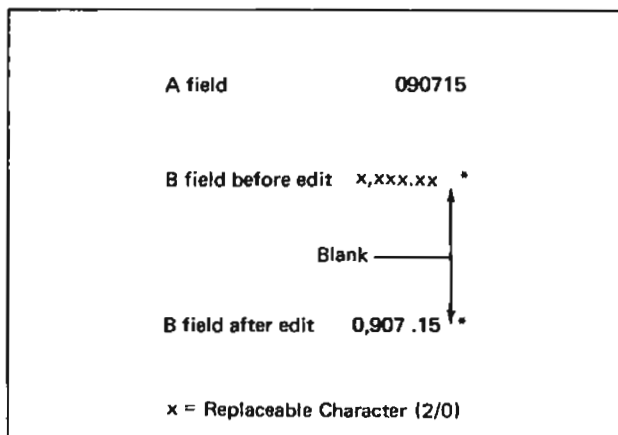 A field 090715
B field before edit x,xxx.xx *
Blank
B field after edit 0,907 .15 *
x = Replaceable Character (2/0)